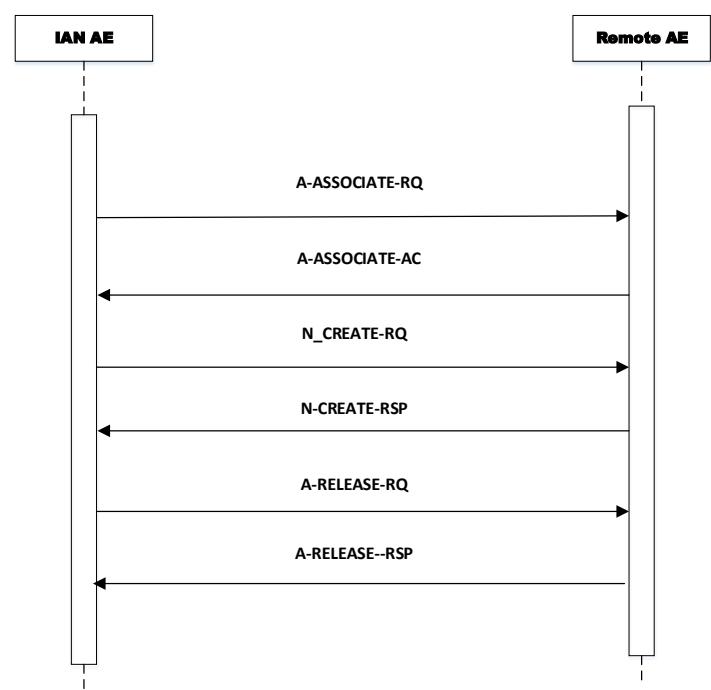 IAN AE
Remote AE
A-ASSOCIATE-RQ
A-ASSOCIATE-AC
N_CREATE-RQ
N-CREATE-RSP
A-RELEASE-RQ
A-RELEASE--RSP